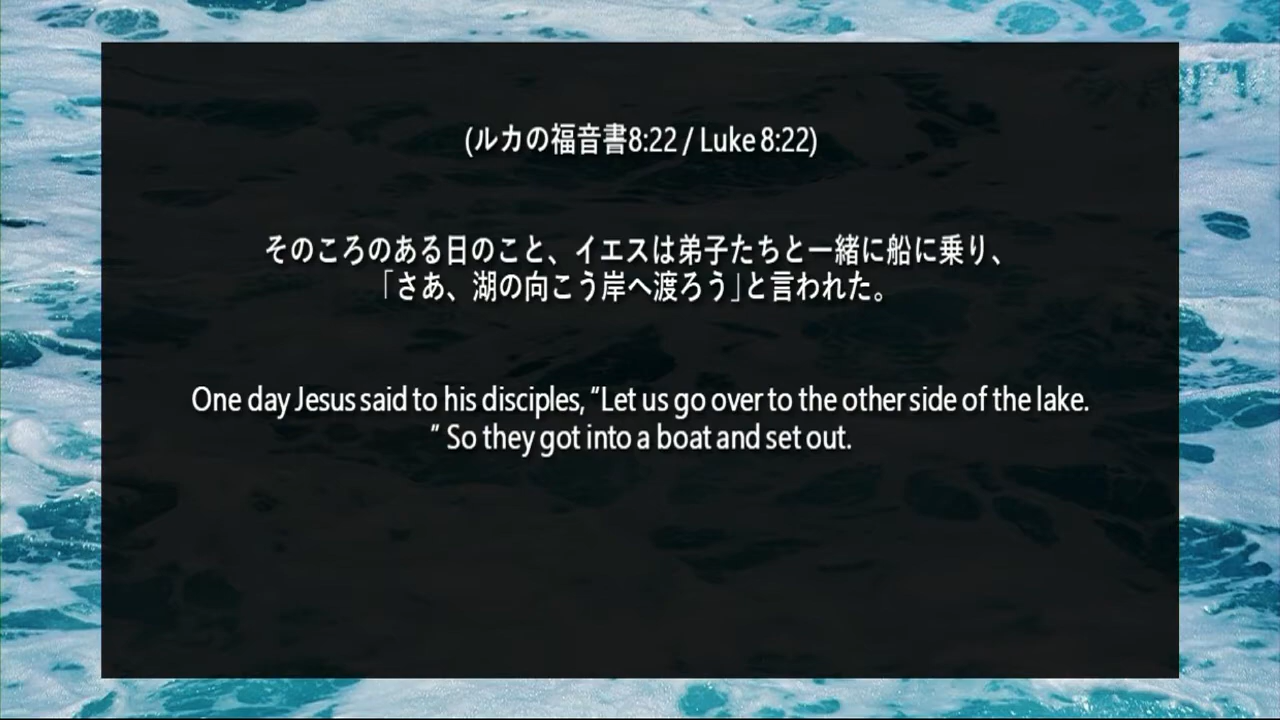 (ルカの福音書8:22 / Luke 8:22)
そのころのある日のこと、イエスは弟子たちと一緒に船に乗り、
「さあ、湖の向こう岸へ渡ろう」と言われた。
One day Jesus said to his disciples, "Let us go over to the other side of the lake.
" So they got into a boat and set out.